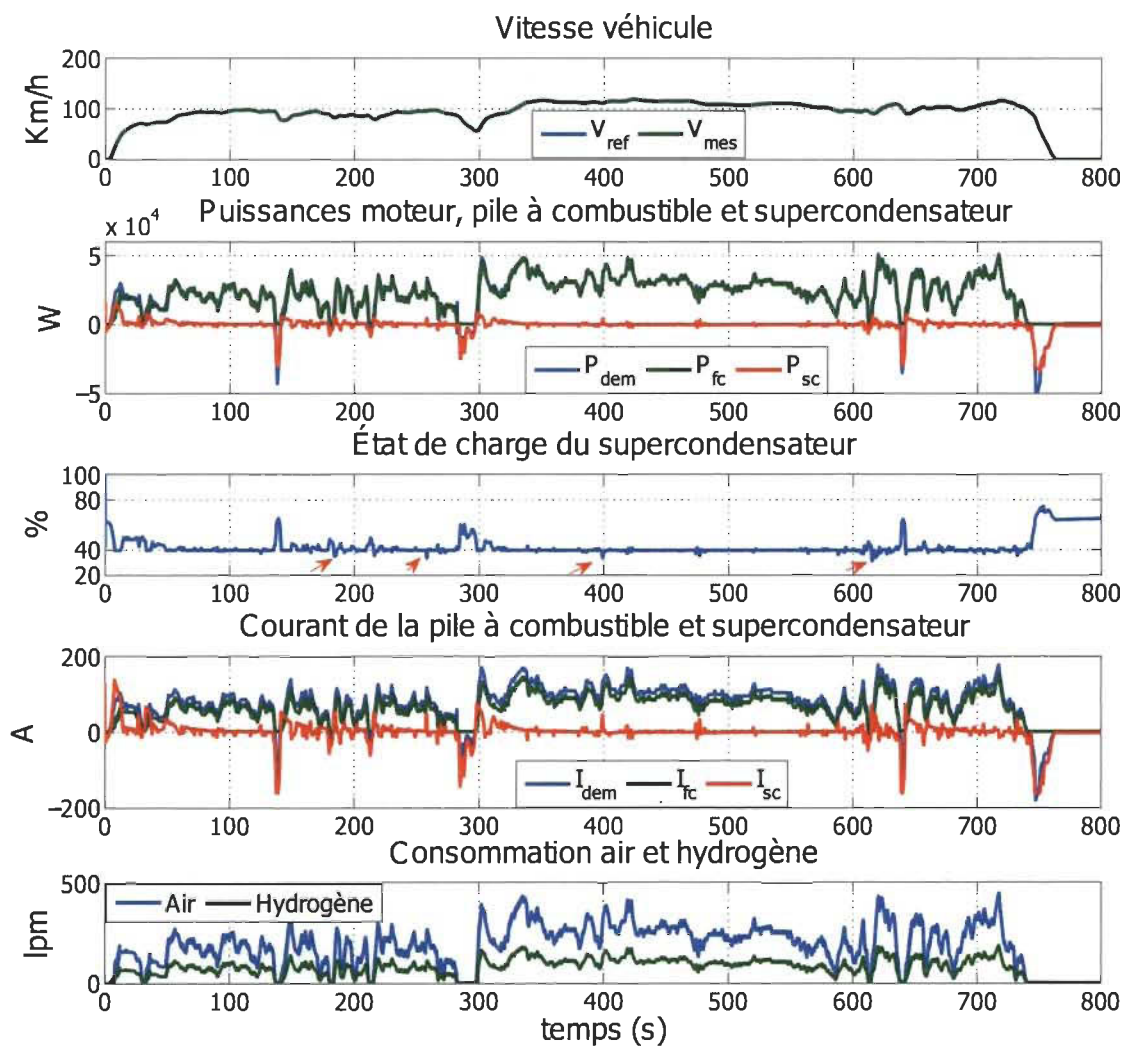 Vitesse véhicule
200
100
0
Km/h
V_ref V_mes
0 100 200 300 400 500 600 700 800
Puissances moteur, pile à combustible et supercondensateur
x 10^4
5
0
−5
W
P_dem P_fc P_sc
0 100 200 300 400 500 600 700 800
État de charge du supercondensateur
100
80
40
20
%
0 100 200 300 400 500 600 700 800
Courant de la pile à combustible et supercondensateur
200
0
−200
A
I_dem I_fc I_sc
0 100 200 300 400 500 600 700 800
Consommation air et hydrogène
500
0
lpm
Air Hydrogène
0 100 200 300 400 500 600 700 800
temps (s)